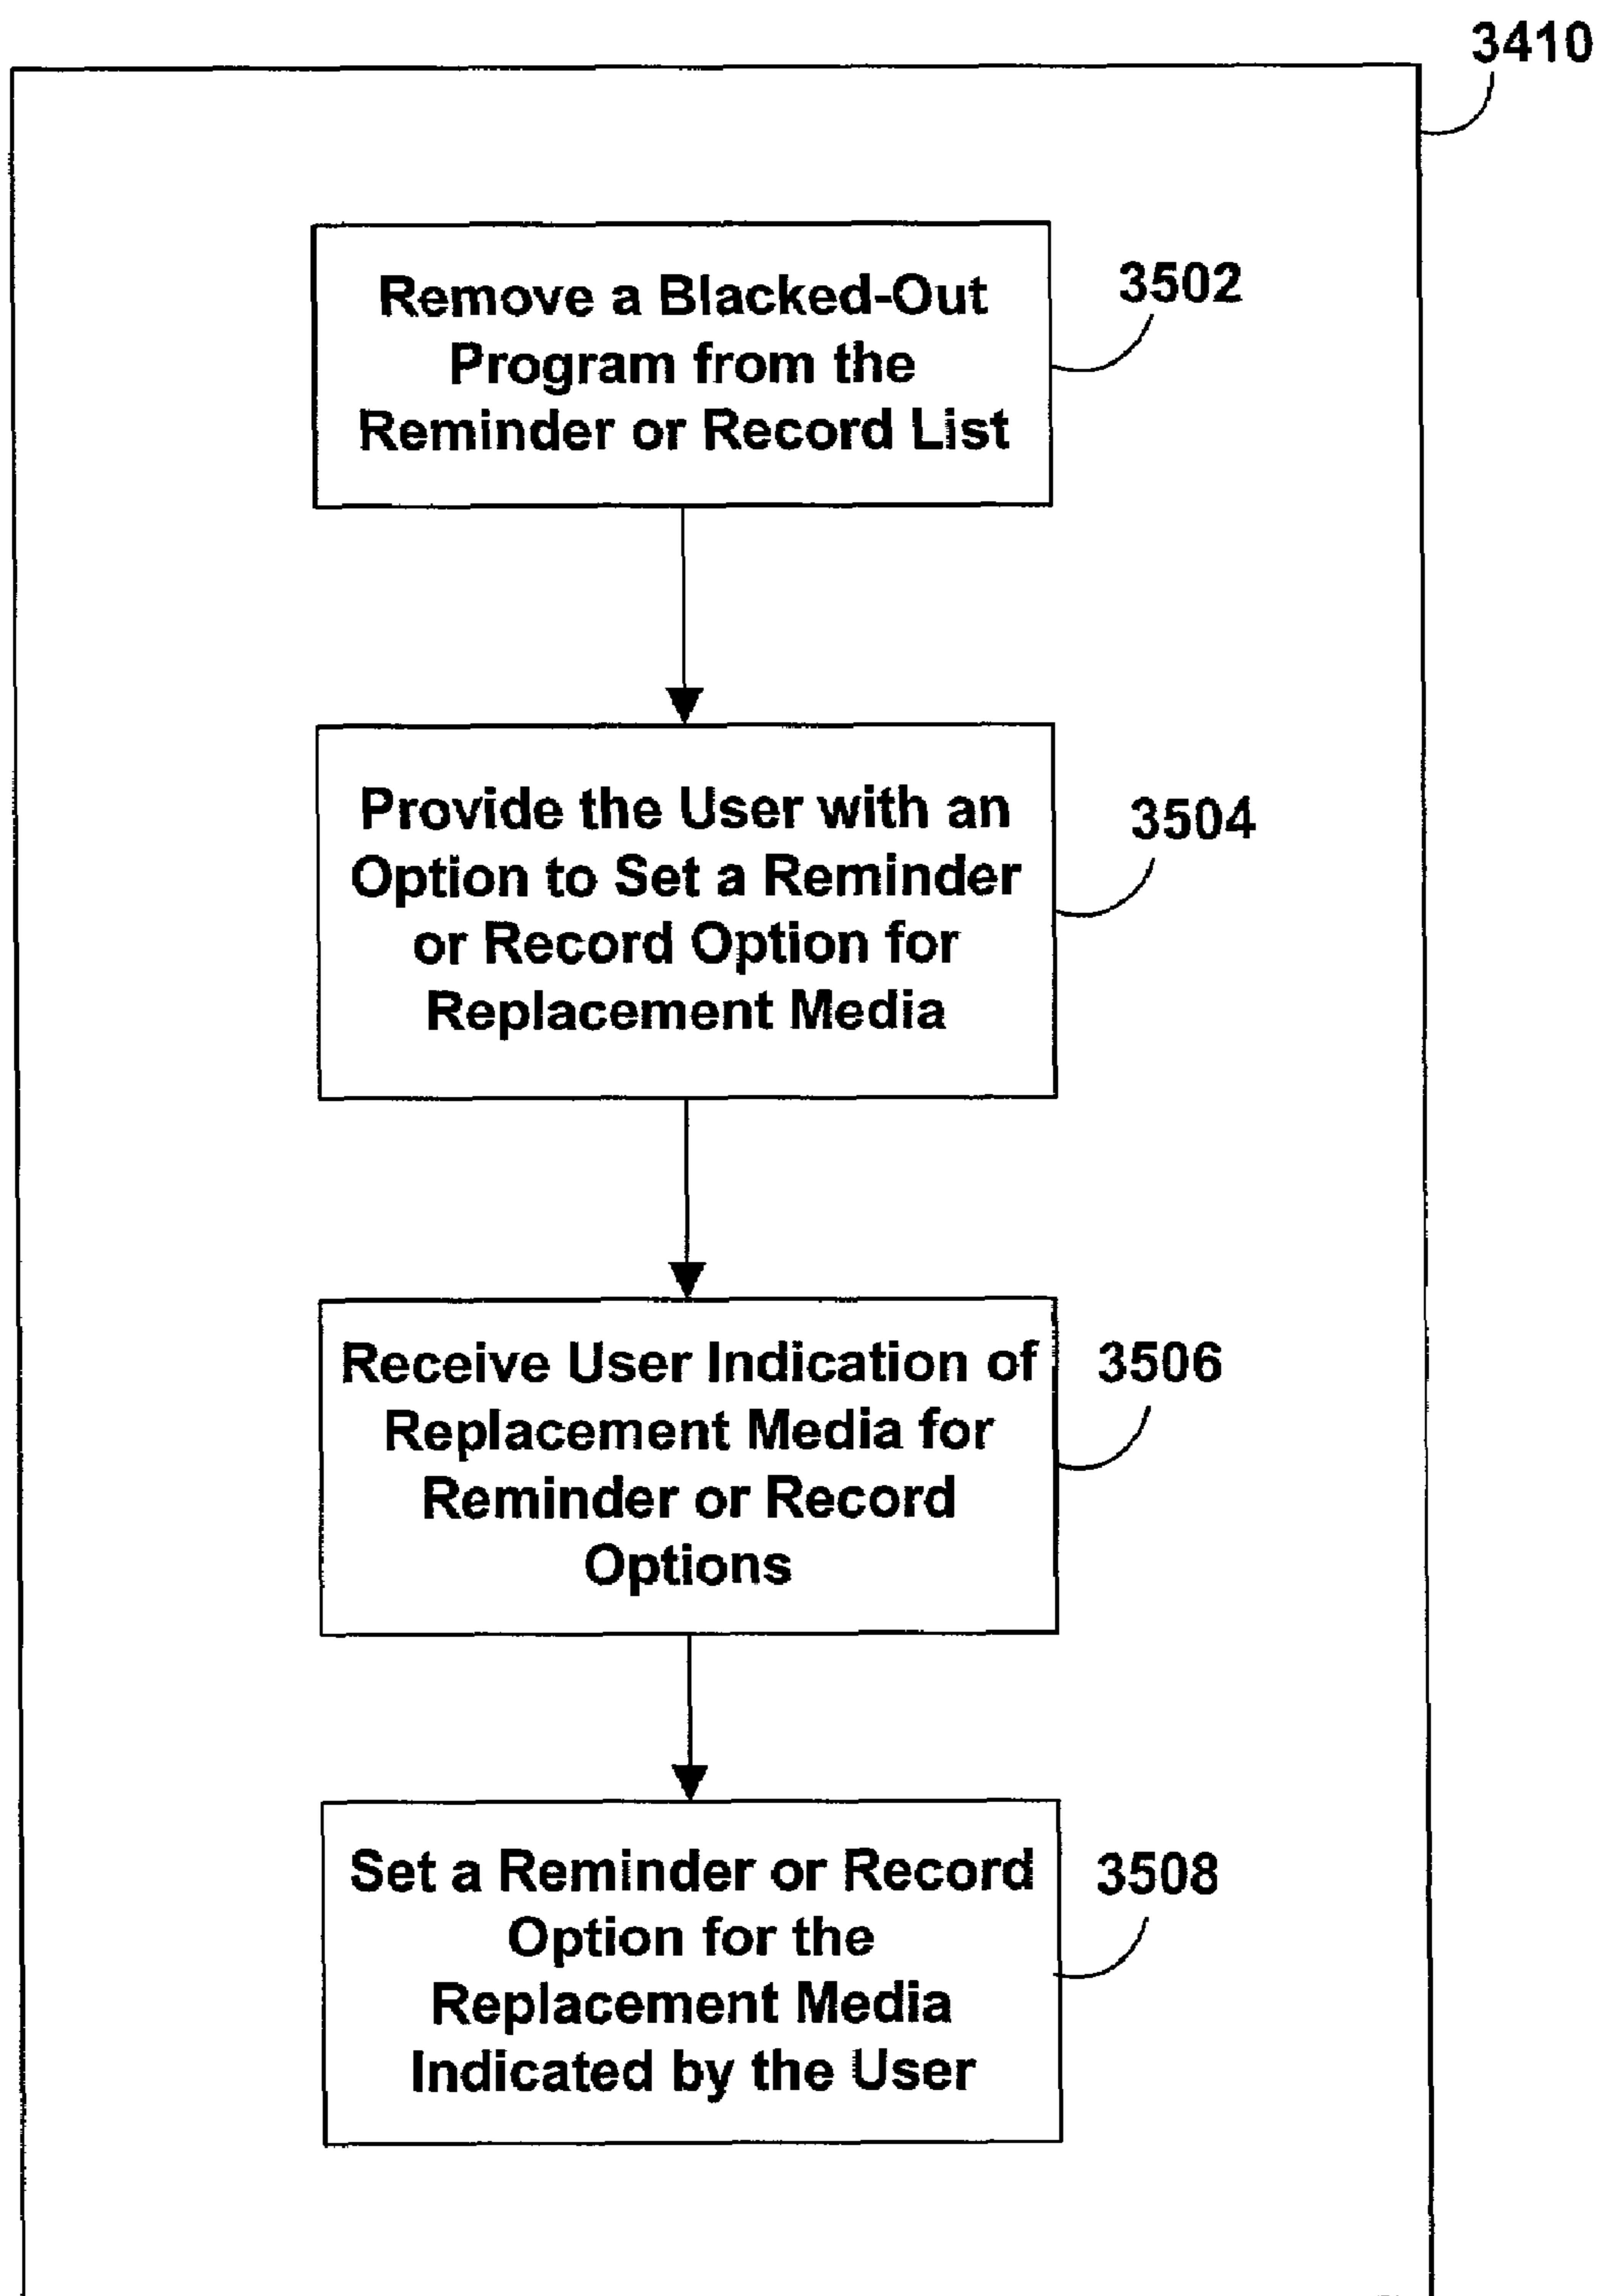 3410
Remove a Blacked-Out
Program from the
Reminder or Record List
3502
Provide the User with an
Option to Set a Reminder
or Record Option for
Replacement Media
3504
Receive User Indication of
Replacement Media for
Reminder or Record
Options
3506
Set a Reminder or Record
Option for the
Replacement Media
Indicated by the User
3508